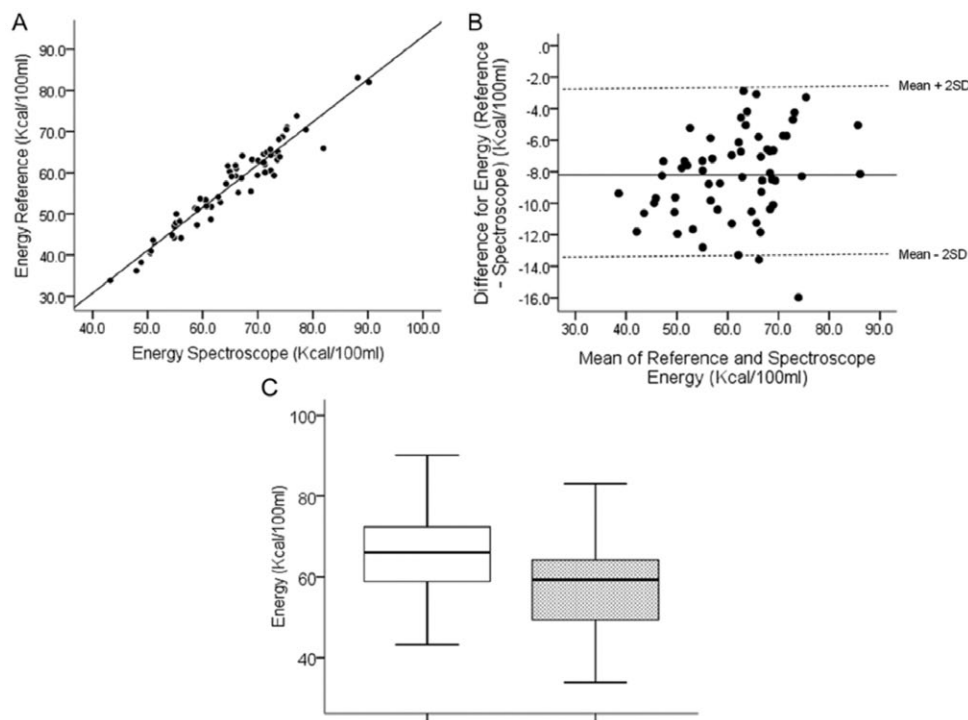 A
Energy Reference (Kcal/100ml)
90.0
80.0
70.0
60.0
50.0
40.0
30.0
40.0 50.0 60.0 70.0 80.0 90.0 100.0
Energy Spectroscope (Kcal/100ml)
B
Difference for Energy (Reference
- Spectroscope) (Kcal/100ml)
.0
-2.0
-4.0
-6.0
-8.0
-10.0
-12.0
-14.0
-16.0
Mean + 2SD
Mean - 2SD
30.0 40.0 50.0 60.0 70.0 80.0 90.0
Mean of Reference and Spectroscope
Energy (Kcal/100ml)
C
Energy (Kcal/100ml)
100
80
60
40